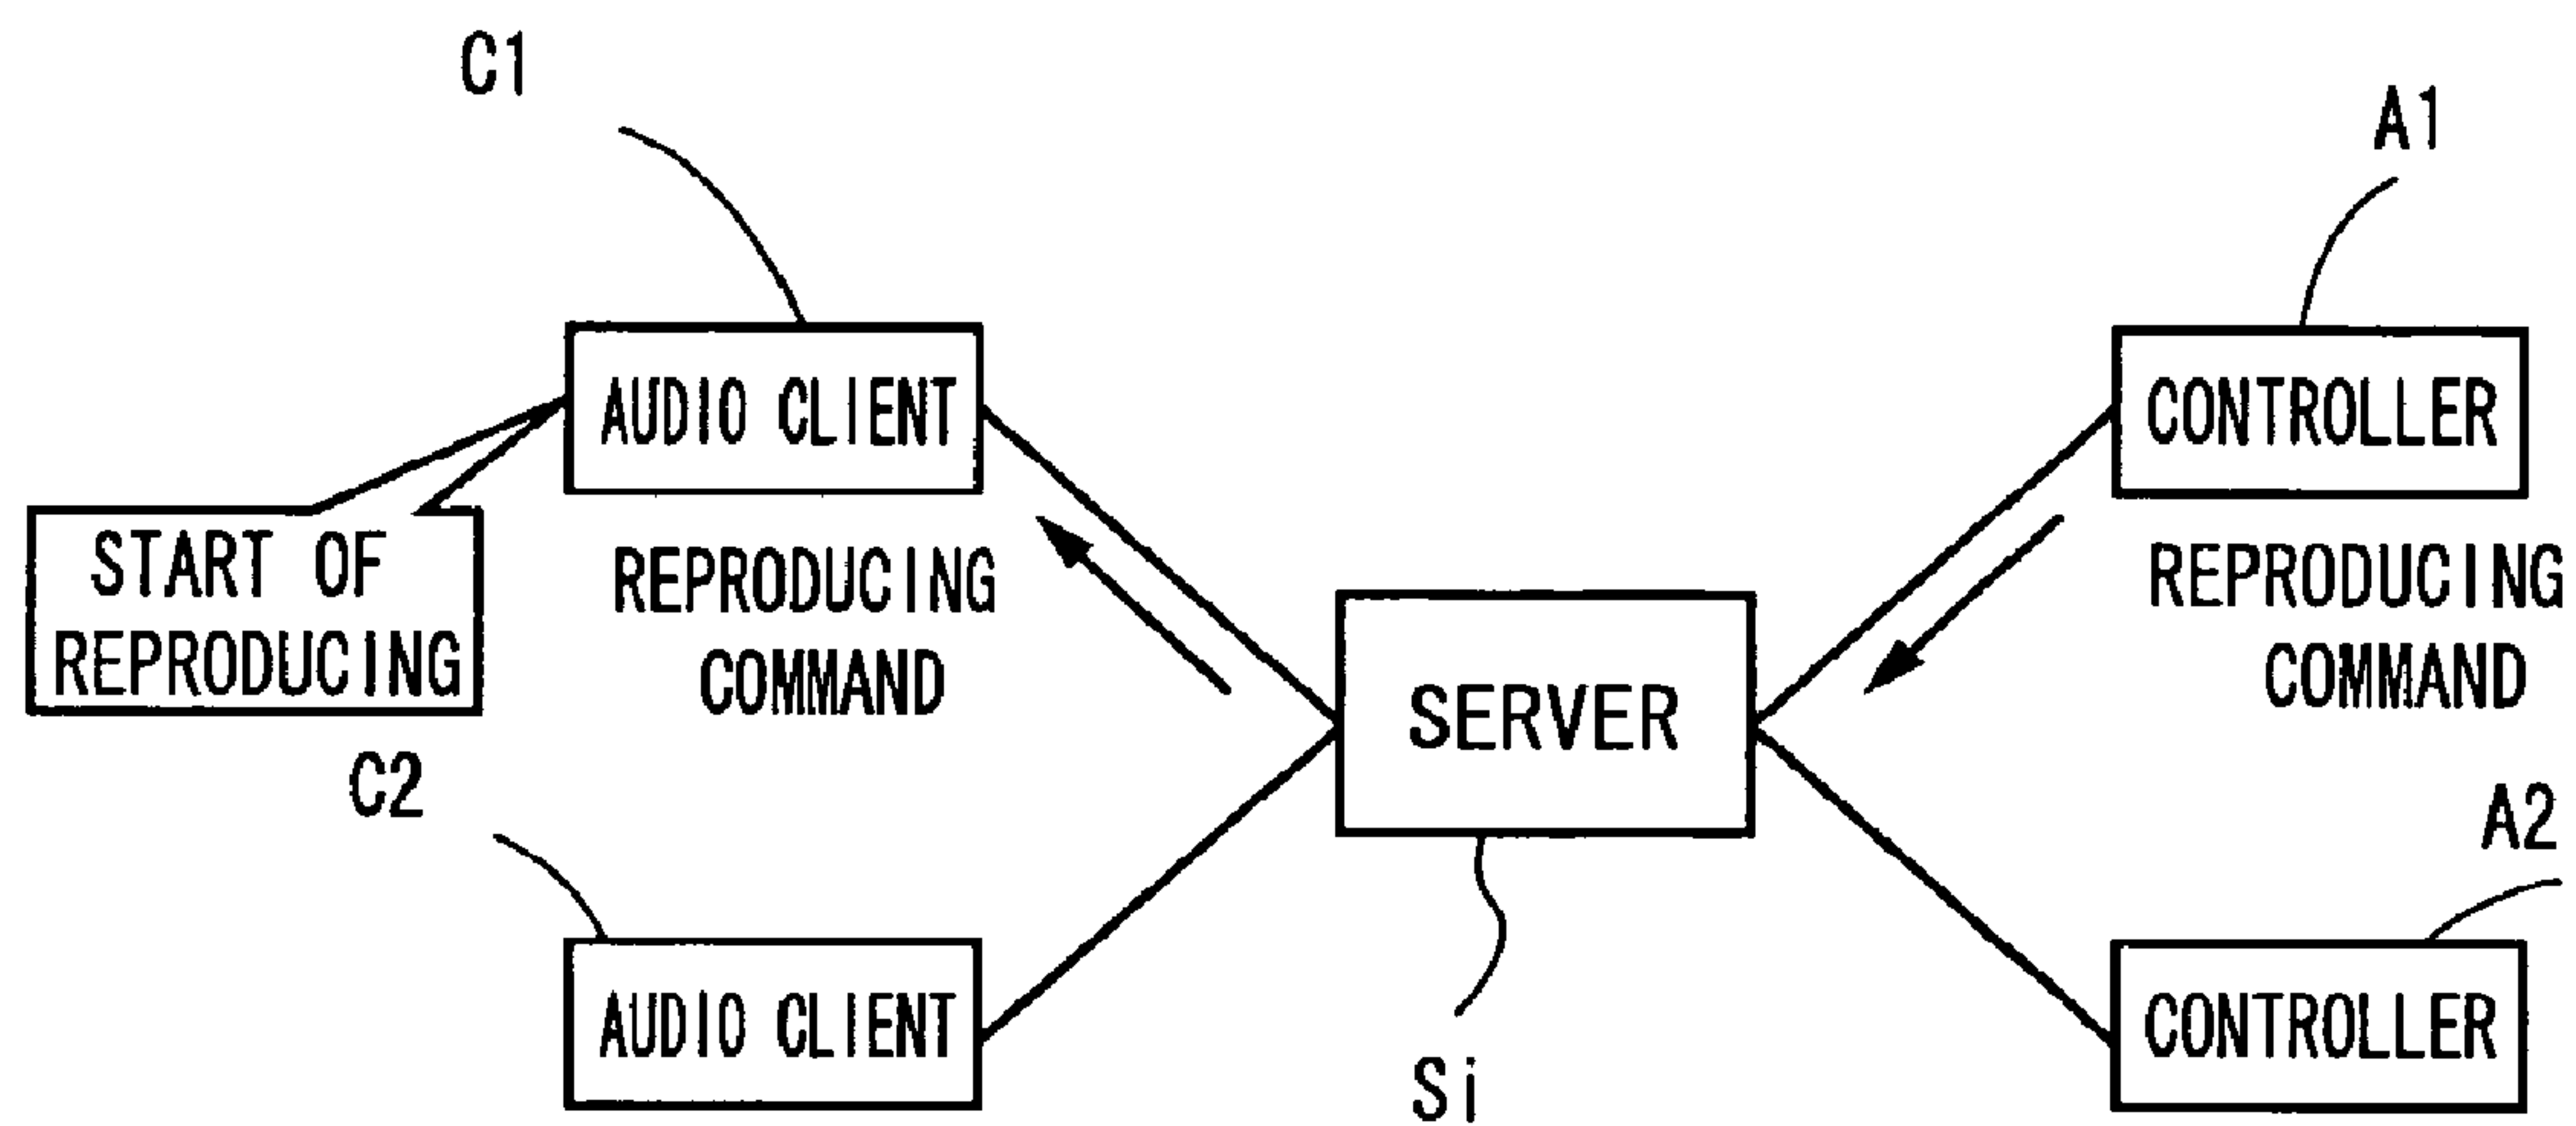 C1
A1
AUDIO CLIENT
CONTROLLER
START OF
REPRODUCING
REPRODUCING
COMMAND
REPRODUCING
COMMAND
SERVER
C2
A2
AUDIO CLIENT
CONTROLLER
Si